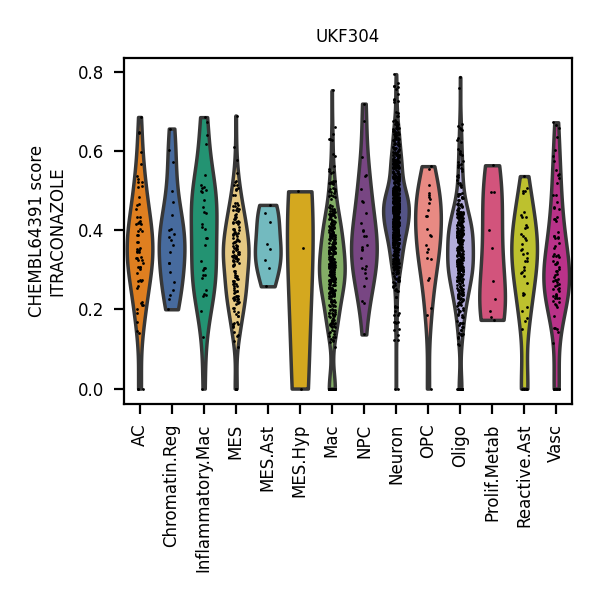 UKF304
CHEMBL64391 score
ITRACONAZOLE
0.8
0.6
0.4
0.2
0.0
AC
Chromatin.Reg
Inflammatory.Mac
MES
MES.Ast
MES.Hyp
Mac
NPC
Neuron
OPC
Oligo
Prolif.Metab
Reactive.Ast
Vasc